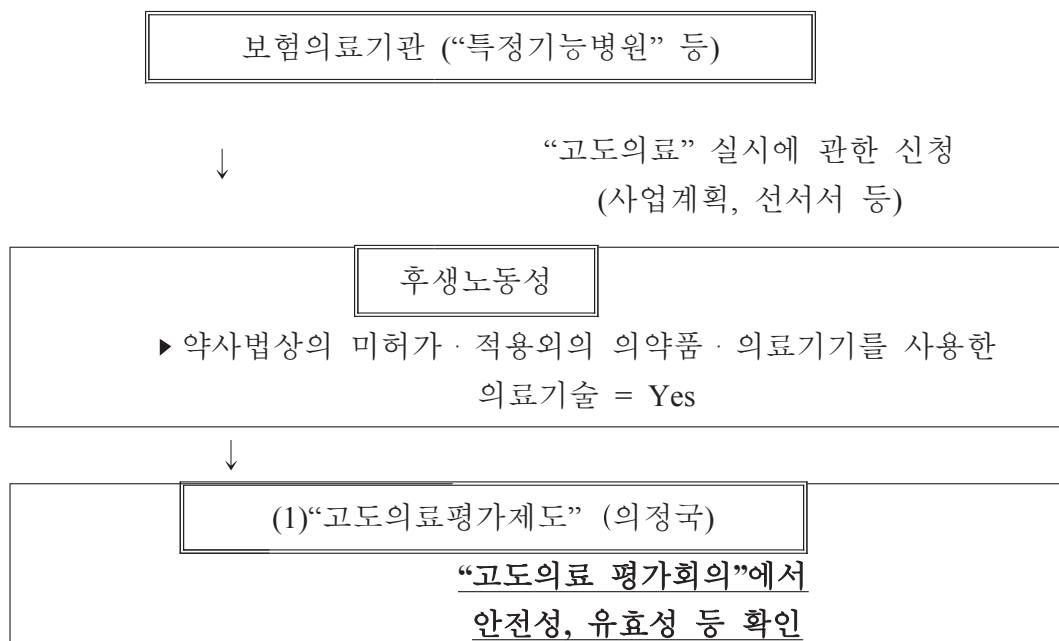 보험의료기관 (“특정기능병원” 등)
↓
“고도의료” 실시에 관한 신청
(사업계획, 선서서 등)
후생노동성
▶약사법상의 미허가 · 적용외의 의약품 · 의료기기를 사용한
의료기술 = Yes
↓
(1)“고도의료평가제도” (의정국)
“고도의료 평가회의”에서
안전성, 유효성 등 확인